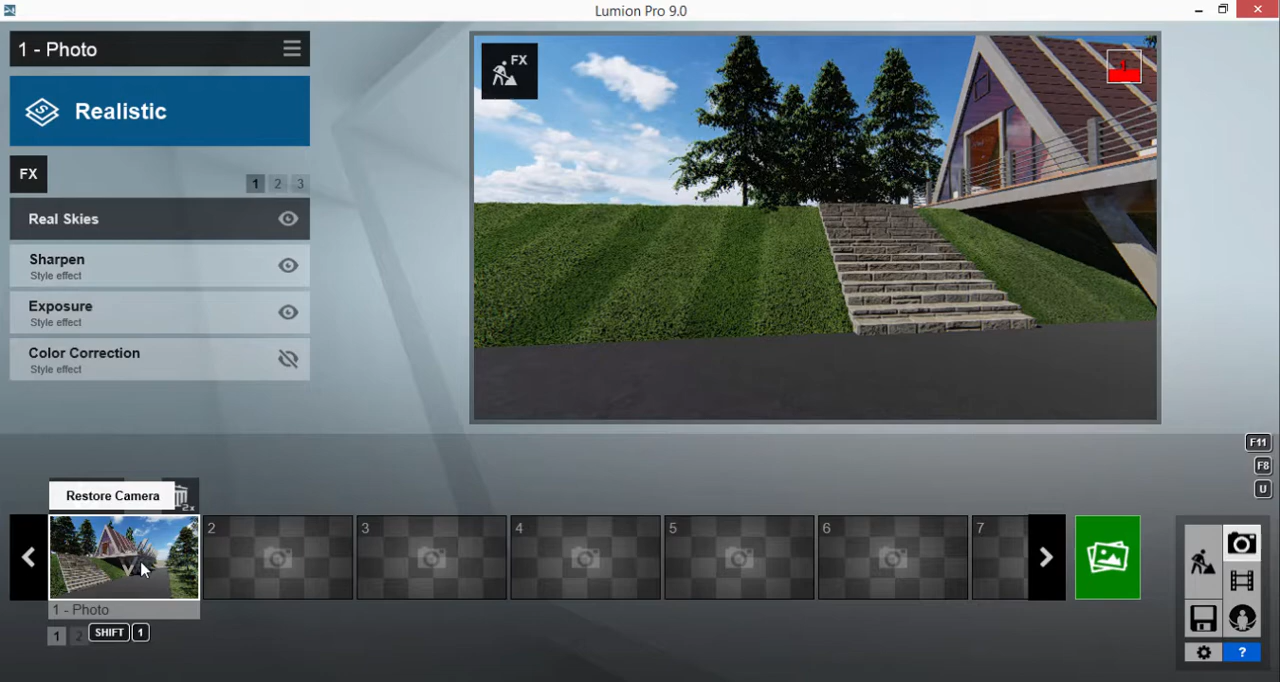 Lumion Pro 9.0
1 - Photo
Realistic
FX
1 2 3
Real Skies
Sharpen
Style effect
Exposure
Style effect
Color Correction
Style effect
FX
1
F11
F8
U
Restore Camera
2x
2
3
4
5
6
7
1 - Photo
1 2 SHIFT 1
?